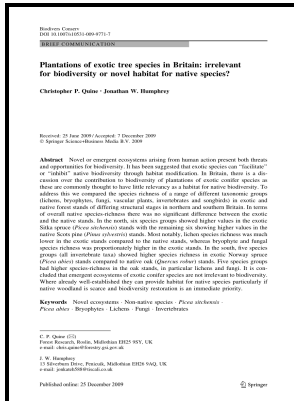 Biodivers Conserv
DOI 10.1007/s10531-009-9771-7
BRIEF COMMUNICATION
Plantations of exotic tree species in Britain: irrelevant
for biodiversity or novel habitat for native species?
Christopher P. Quine · Jonathan W. Humphrey
Received: 25 June 2009 / Accepted: 7 December 2009
© Springer Science+Business Media B.V. 2009
Abstract Novel or emergent ecosystems arising from human action present both threats
and opportunities for biodiversity. It has been suggested that exotic species can "facilitate"
or "inhibit" native biodiversity through habitat modification. In Britain, there is a dis-
cussion over the contribution to biodiversity of plantations of exotic conifer species as
these are commonly thought to have little relevancy as a habitat for native biodiversity. To
address this we compared the species richness of a range of different taxonomic groups
(lichens, bryophytes, fungi, vascular plants, invertebrates and songbirds) in exotic and
native forest stands of differing structural stages in northern and southern Britain. In terms
of overall native species-richness there was no significant difference between the exotic
and the native stands. In the north, six species groups showed higher values in the exotic
Sitka spruce (Picea sitchensis) stands with the remaining six showing higher values in the
native Scots pine (Pinus sylvestris) stand. Most notably, lichen species richness was much
lower in the exotic stands compared to the native stands, whereas bryophyte and fungal
species richness was proportionately higher in the exotic stands. In the south, five species
groups (all invertebrate taxa) showed higher species richness in exotic Norway spruce
(Picea abies) stands compared to native oak (Quercus robur) stands. Five species groups
had higher species-richness in the oak stands, in particular lichens and fungi. It is con-
cluded that emergent ecosystems of exotic conifer species are not irrelevant to biodiversity.
Where already well-established they can provide habitat for native species particularly if
native woodland is scarce and biodiversity restoration is an immediate priority.
Keywords Novel ecosystems · Non-native species · Picea sitchensis ·
Picea abies · Bryophytes · Lichens · Fungi · Invertebrates
C. P. Quine (✉)
Forest Research, Roslin, Midlothian EH25 9SY, UK
e-mail: chris.quine@forestry.gsi.gov.uk
J. W. Humphrey
13 Silverburn Drive, Penicuik, Midlothian EH26 9AQ, UK
Published online: 25 December 2009
Springer